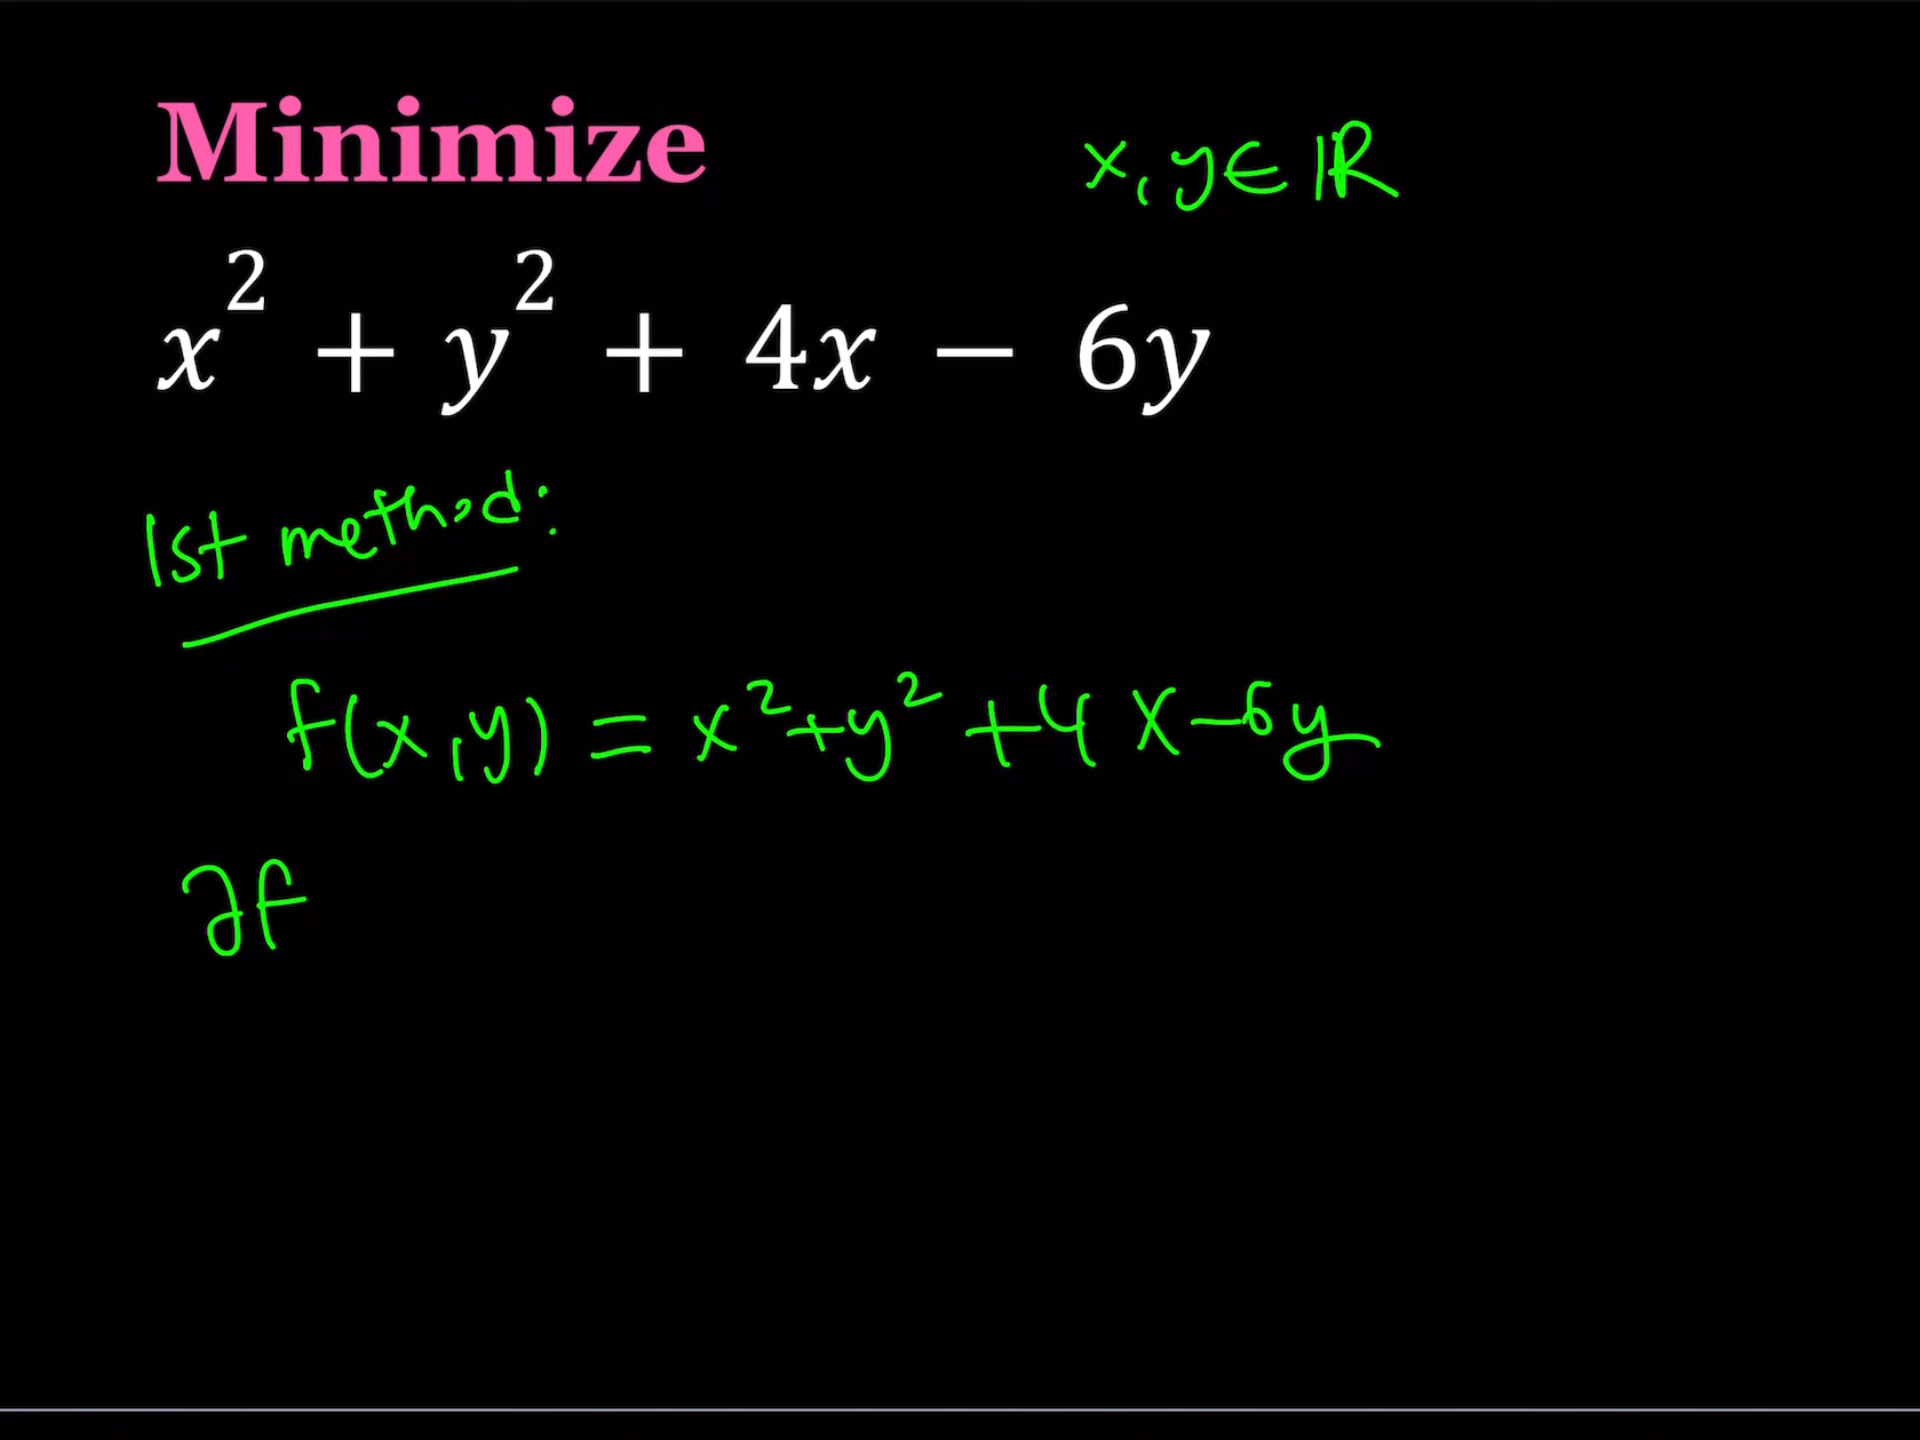 Minimize
x, y ∈ ℝ
x² + y² + 4x − 6y
1st method:
f(x,y) = x²+y² +4x−6y
∂f